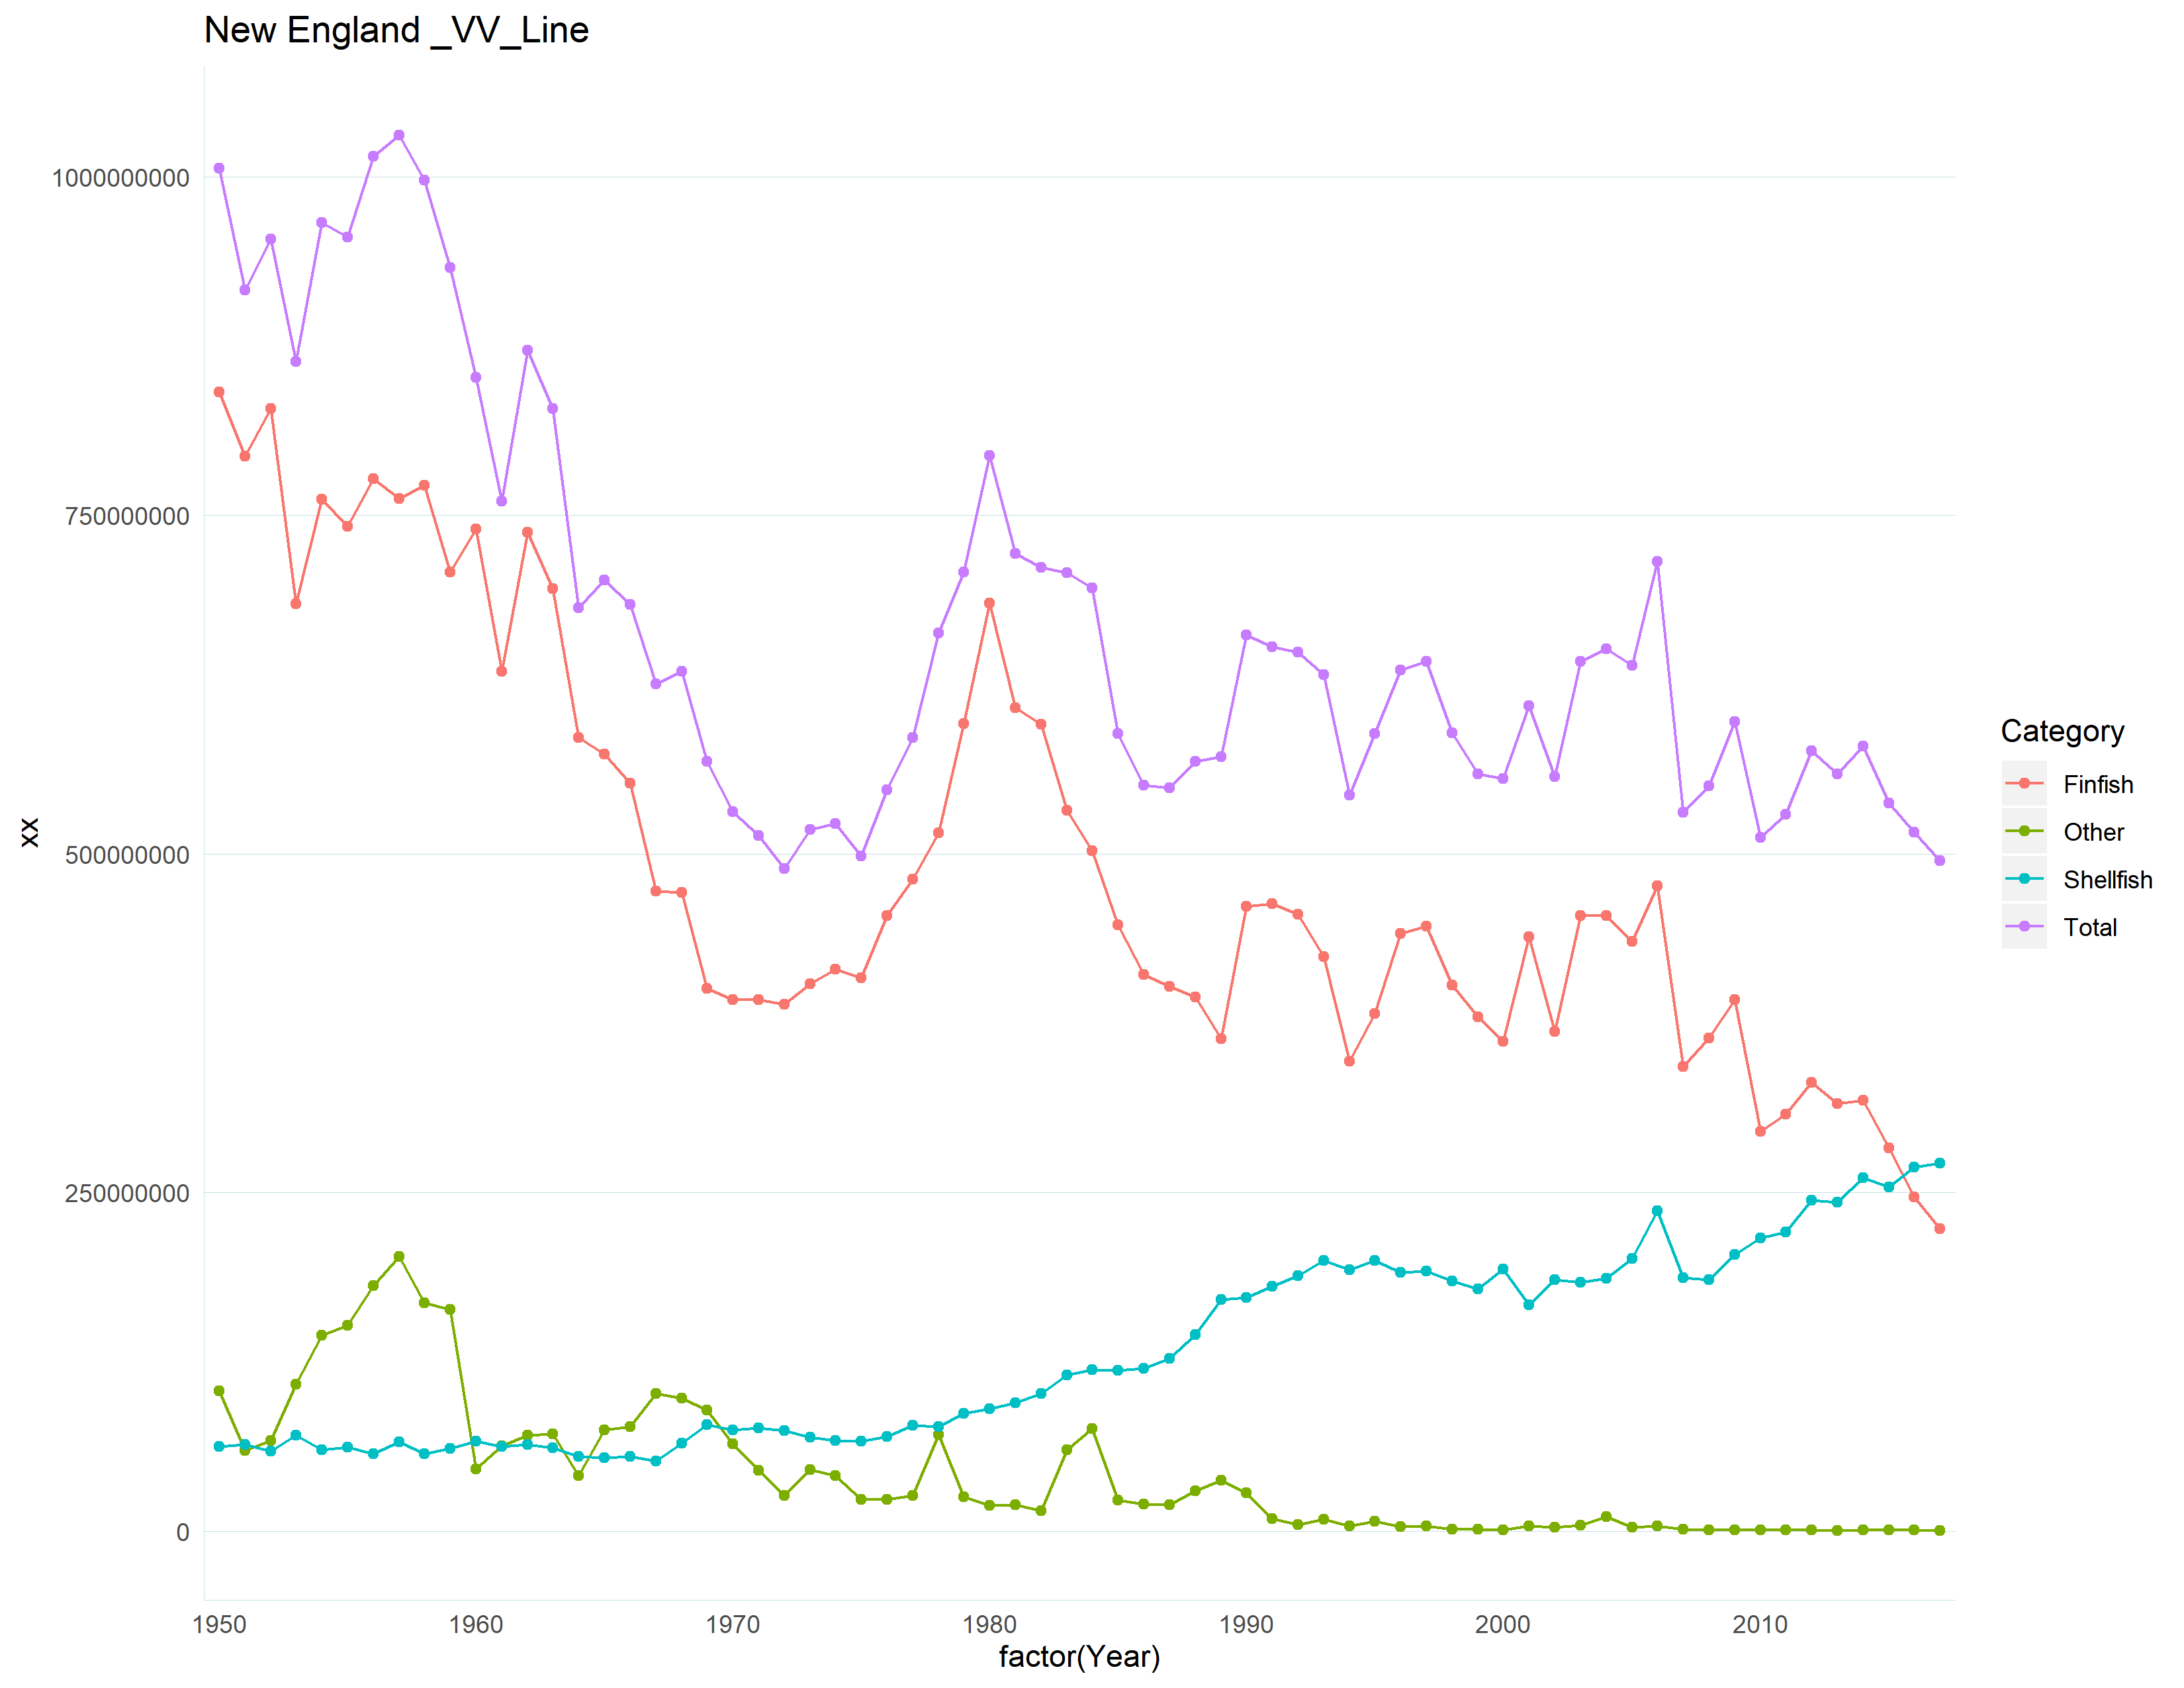 New England _VV_Line
1000000000
750000000
500000000
250000000
0
xx
1950 1960 1970 1980 1990 2000 2010
factor(Year)
Category
Finfish
Other
Shellfish
Total